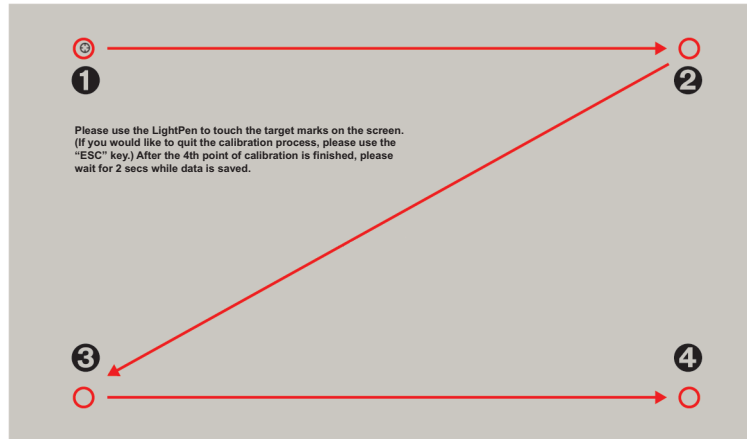 1
2
Please use the LightPen to touch the target marks on the screen.
(If you would like to quit the calibration process, please use the
“ESC” key.) After the 4th point of calibration is finished, please
wait for 2 secs while data is saved.
3
4